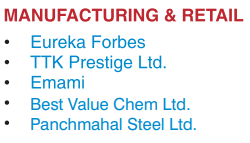 MANUFACTURING & RETAIL
• Eureka Forbes
• TTK Prestige Ltd.
• Emami
• Best Value Chem Ltd.
• Panchmahal Steel Ltd.